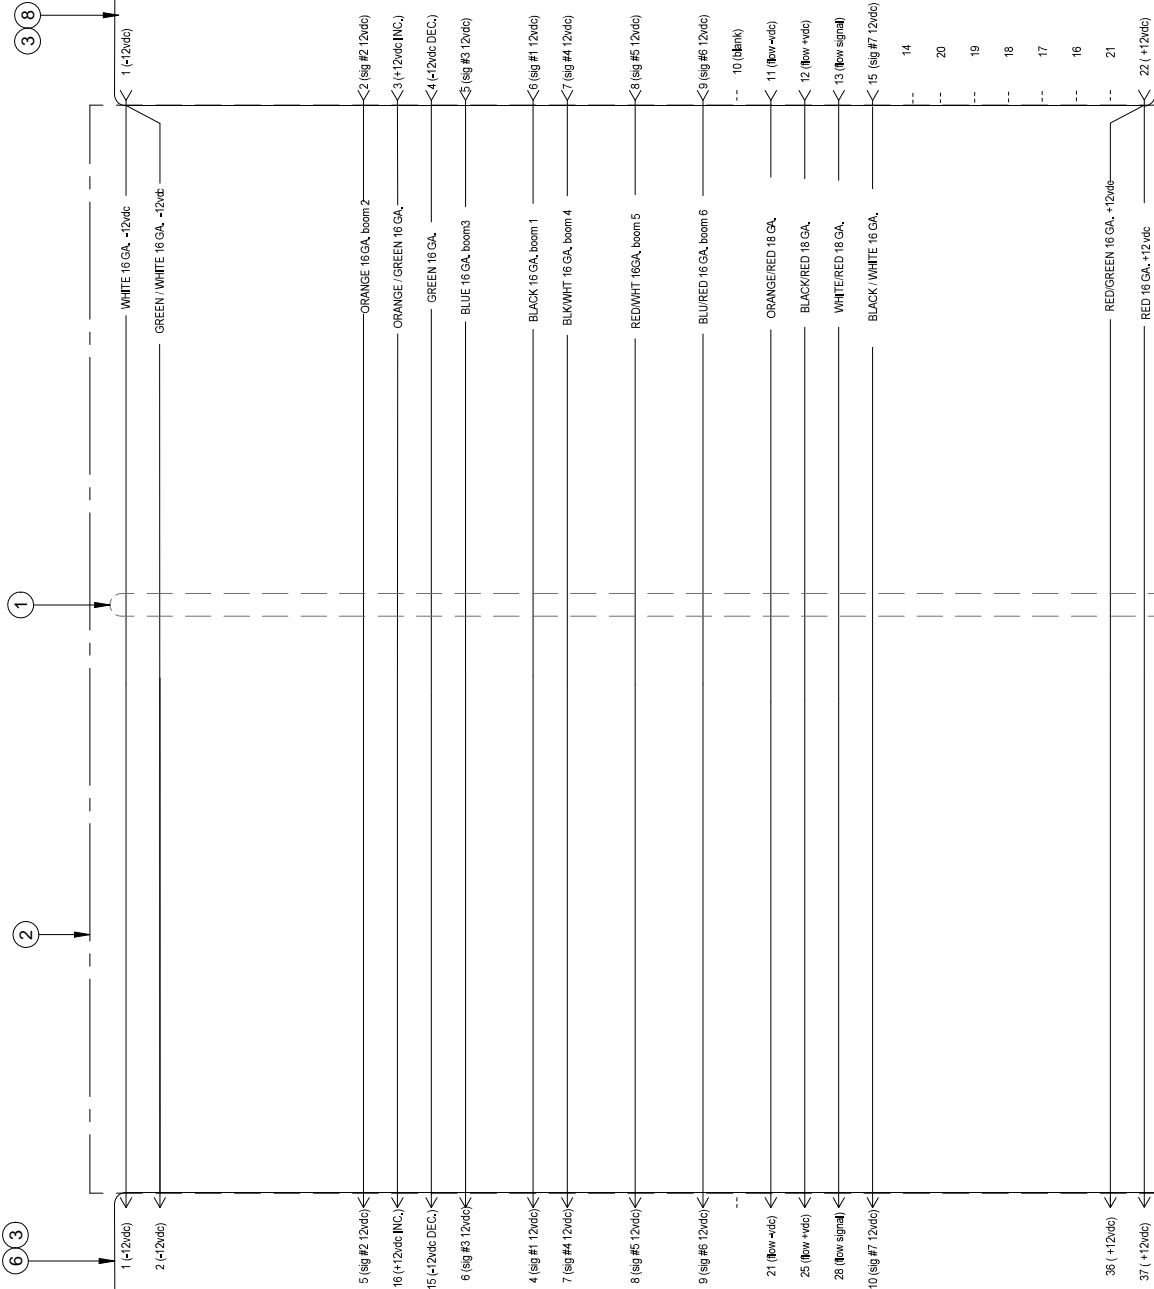 3 8
1 (-12vdc)
2 (sig #2 12vdc)
3 (+12vdc INC.)
4 (-12vdc DEC.)
5 (sig #3 12vdc)
6 (sig #1 12vdc)
7 (sig #4 12vdc)
8 (sig #5 12vdc)
9 (sig #6 12vdc)
10 (blank)
11 (flow -vdc)
12 (flow +vdc)
13 (flow signal)
15 (sig #7 12vdc)
14
20
19
18
17
16
21
22 ( +12vdc)
WHITE 16 GA. -12vdc
GREEN / WHITE 16 GA. -12vdc
ORANGE 16 GA. boom 2
ORANGE / GREEN 16 GA.
GREEN 16 GA.
BLUE 16 GA. boom3
BLACK 16 GA. boom 1
BLK/WHT 16 GA. boom 4
RED/WHT 16GA. boom 5
BLU/RED 16 GA. boom 6
ORANGE/RED 18 GA.
BLACK/RED 18 GA.
WHITE/RED 18 GA.
BLACK / WHITE 16 GA.
RED/GREEN 16 GA. +12vdc
RED 16 GA. +12 vdc
1
2
6 3
1 (-12vdc)
2 (-12vdc)
5 (sig #2 12vdc)
16 (+12vdc INC.)
15 (-12vdc DEC.)
6 (sig #3 12vdc)
4 (sig #1 12vdc)
7 (sig #4 12vdc)
8 (sig #5 12vdc)
9 (sig #6 12vdc)
21 (flow -vdc)
25 (flow +vdc)
28 (flow signal)
10 (sig #7 12vdc)
36 ( +12vdc)
37 ( +12vdc)